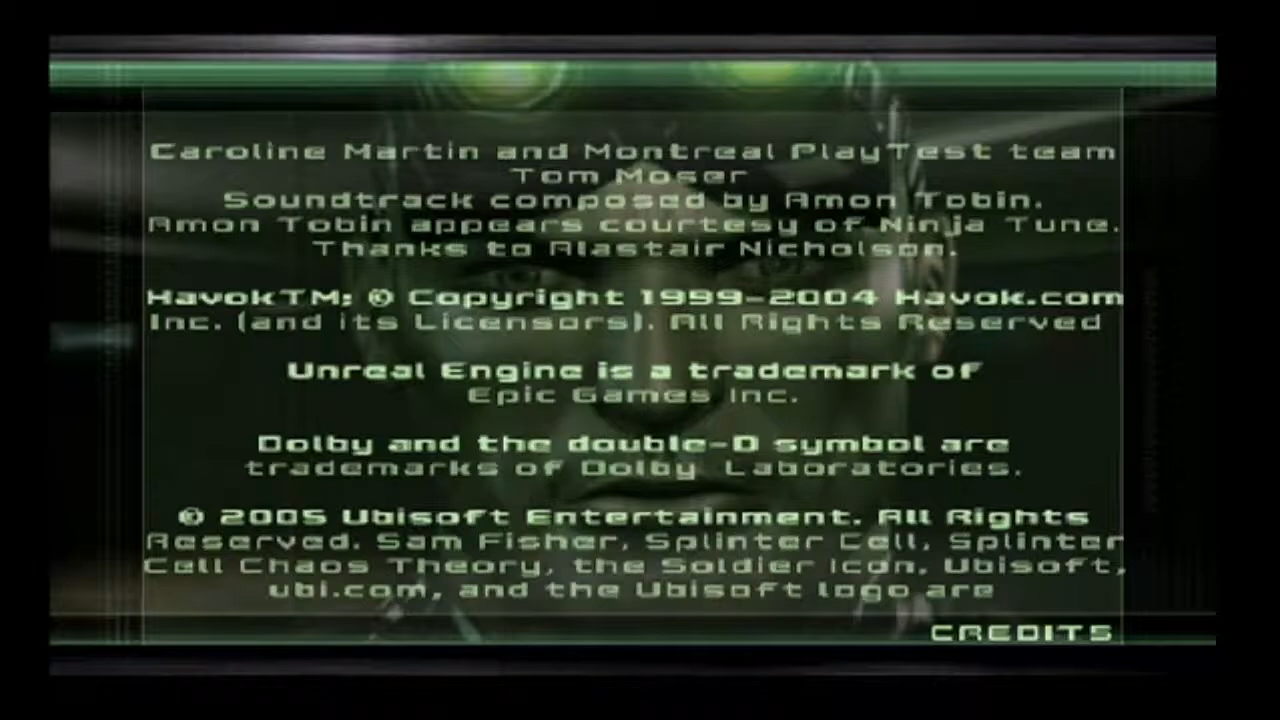 Caroline Martin and Montreal PlayTest team
Tom Moser
Soundtrack composed by Amon Tobin.
Amon Tobin appears courtesy of Ninja Tune.
Thanks to Alastair Nicholson.
HavokTM; © Copyright 1999-2004 Havok.com
Inc. (and its Licensors). All Rights Reserved
Unreal Engine is a trademark of
Epic Games Inc.
Dolby and the double-D symbol are
trademarks of Dolby Laboratories.
© 2005 Ubisoft Entertainment. All Rights
Reserved. Sam Fisher, Splinter Cell, Splinter
Cell Chaos Theory, the Soldier Icon, Ubisoft,
ubi.com, and the Ubisoft logo are
CREDITS